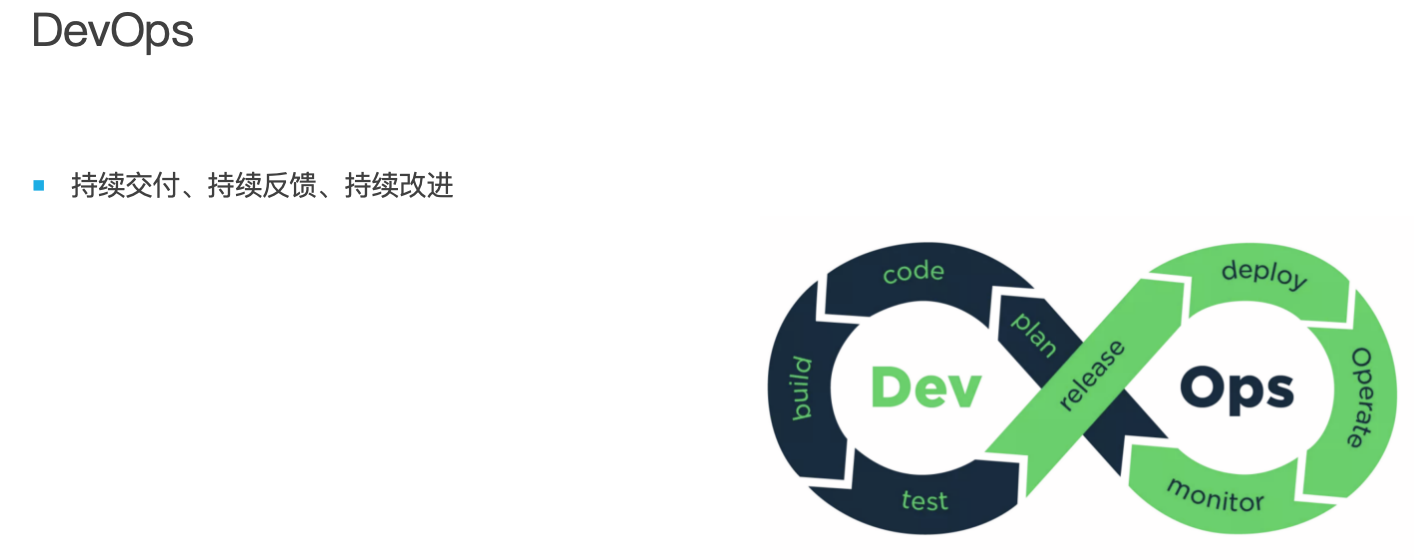 DevOps
持续交付、持续反馈、持续改进
code
deploy
plan
build
Dev
release
Ops
Operate
test
monitor